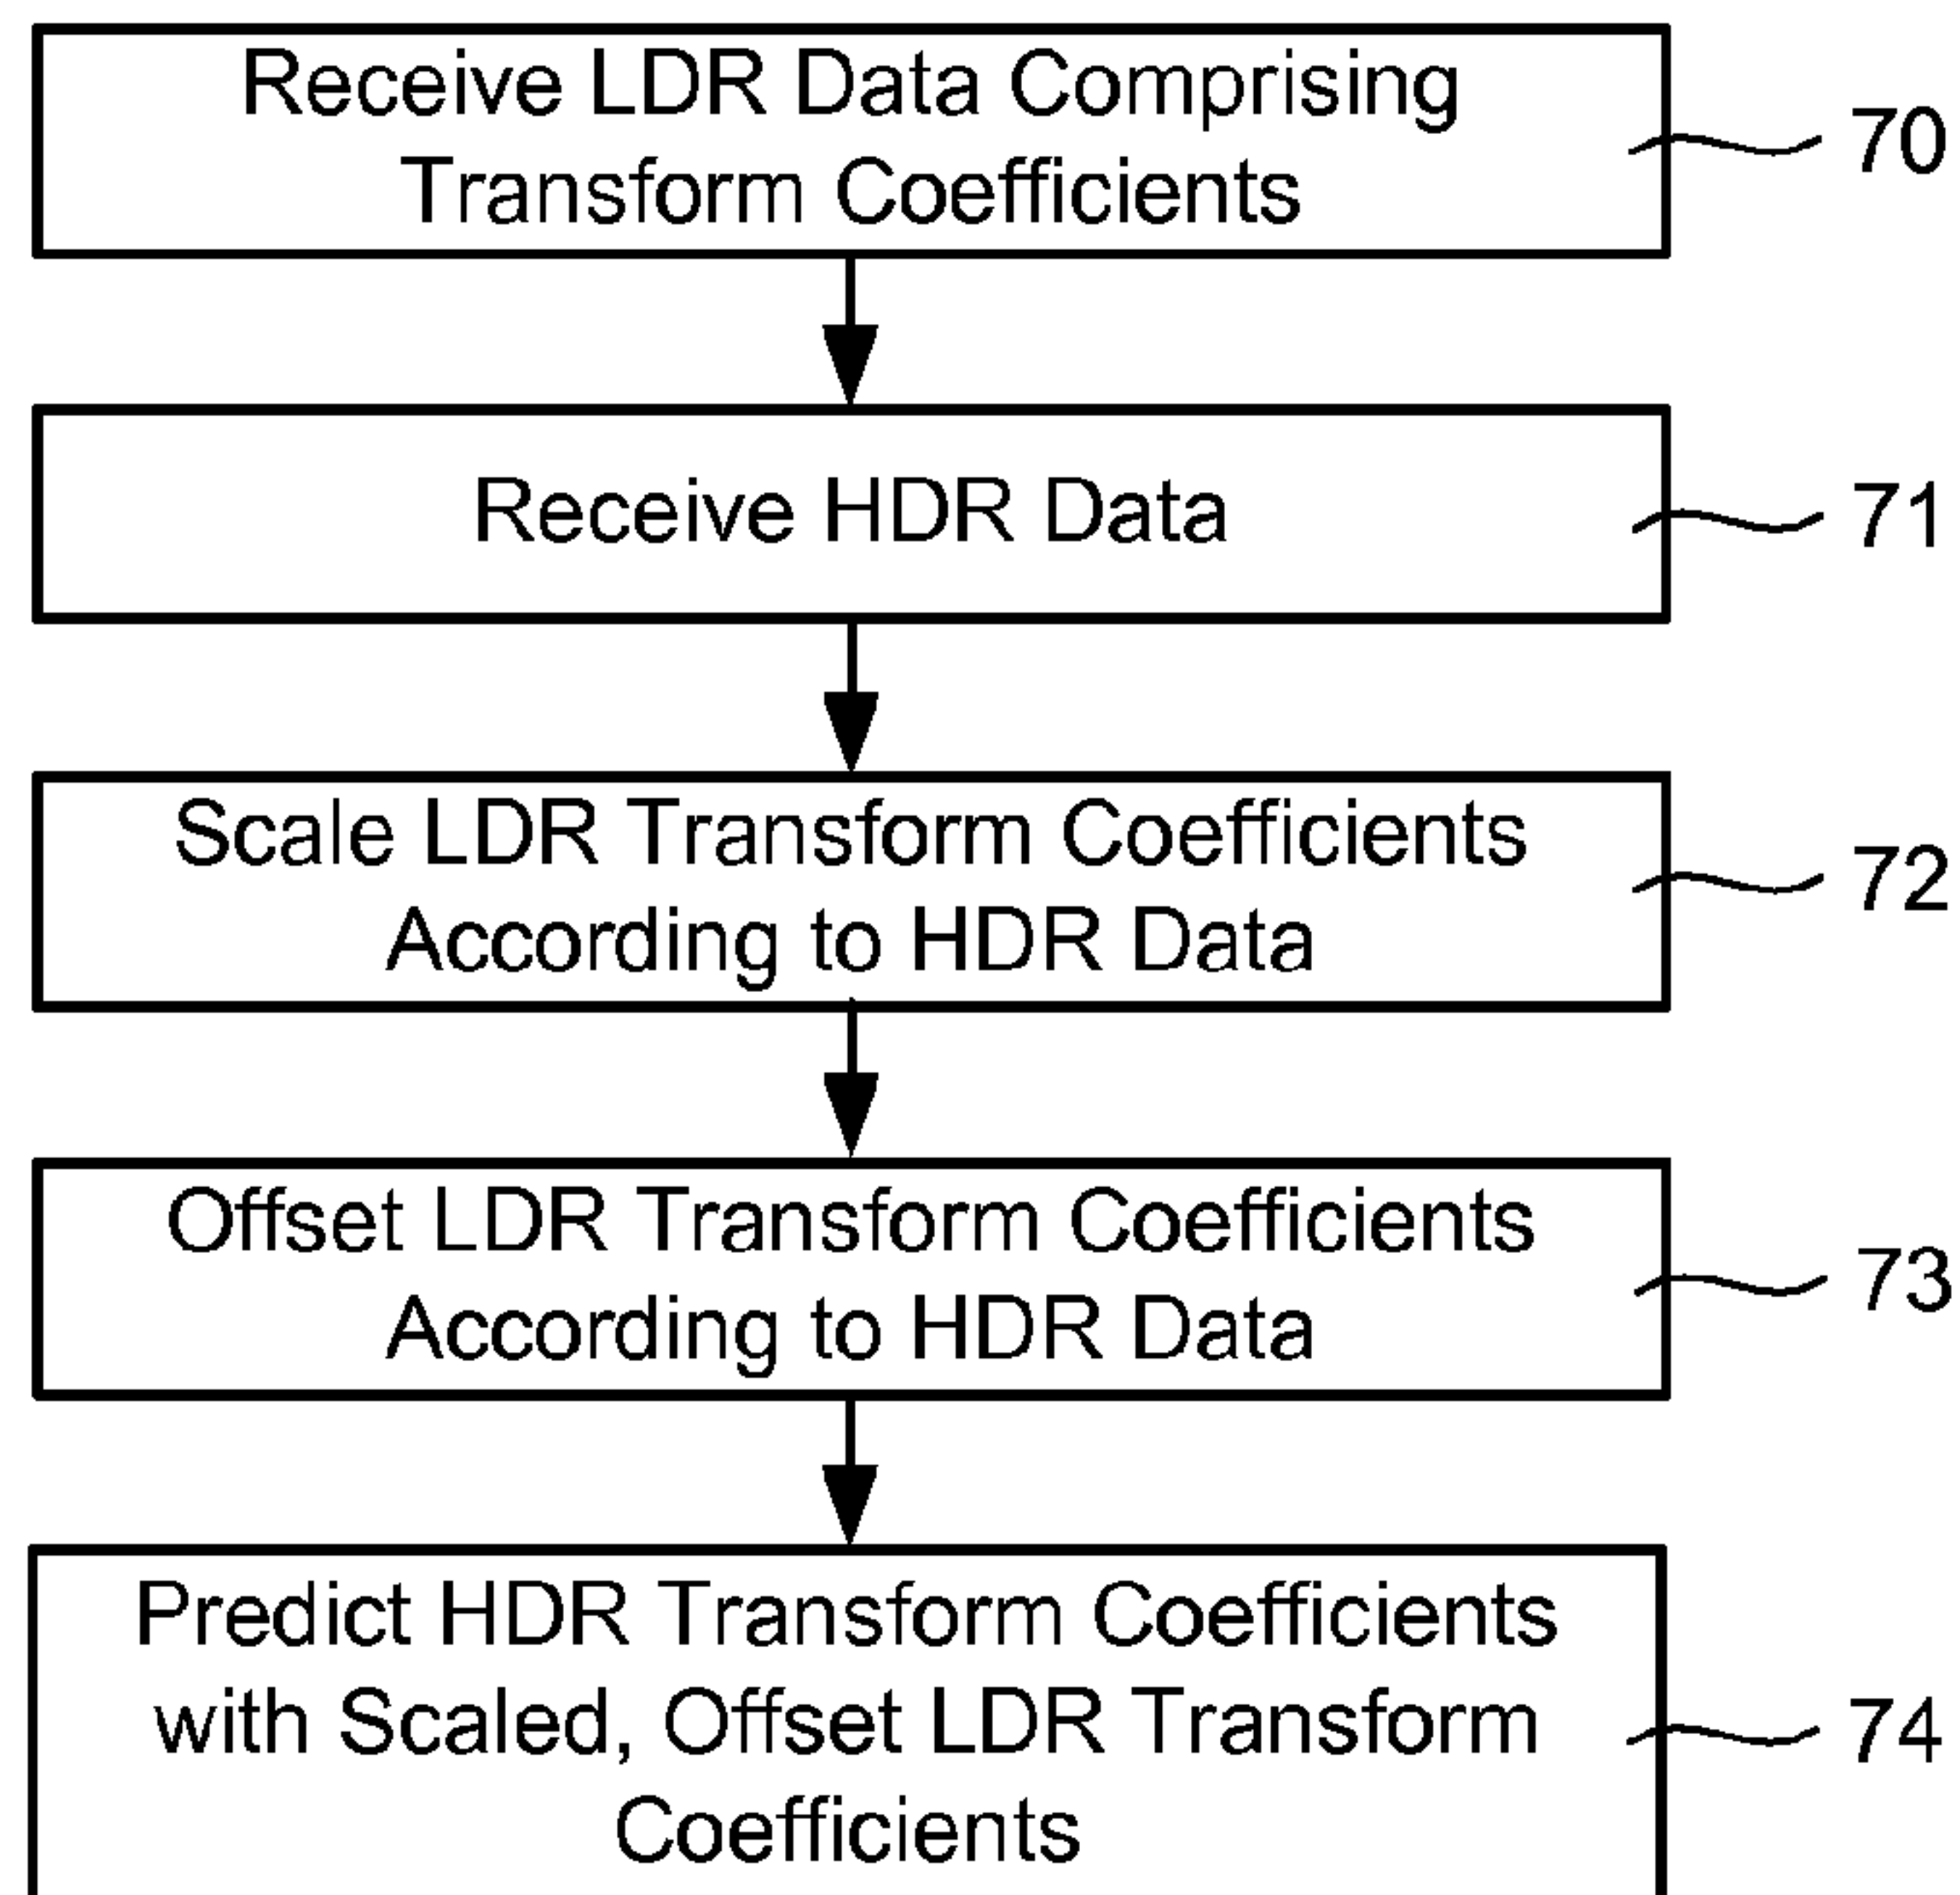 Receive LDR Data Comprising
Transform Coefficients
70
Receive HDR Data
71
Scale LDR Transform Coefficients
According to HDR Data
72
Offset LDR Transform Coefficients
According to HDR Data
73
Predict HDR Transform Coefficients
with Scaled, Offset LDR Transform
Coefficients
74